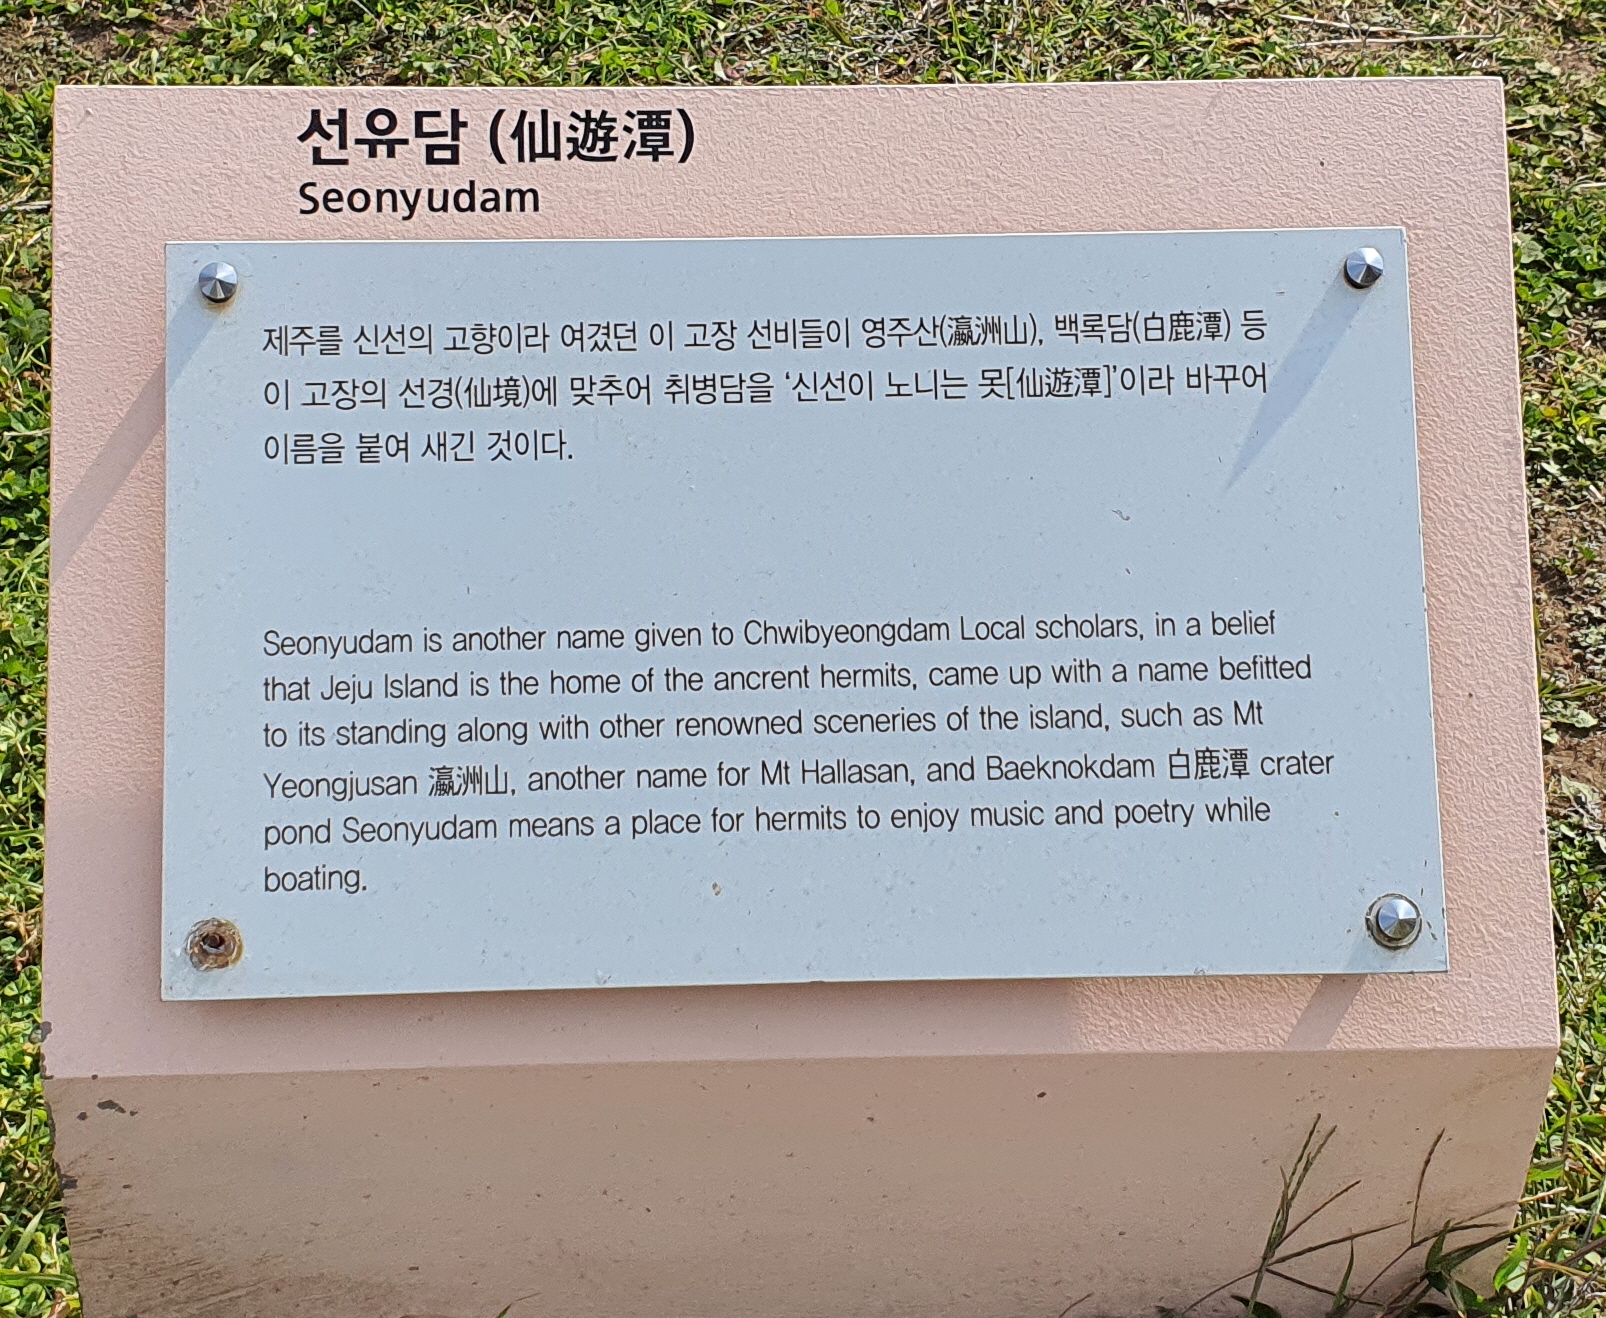 선유담 (仙遊潭)
Seonyudam
제주를 신선의 고향이라 여겼던 이 고장 선비들이 영주산(瀛洲山), 백록담(白鹿潭) 등
이 고장의 선경(仙境)에 맞추어 취병담을 ‘신선이 노니는 못[仙遊潭]’이라 바꾸어
이름을 붙여 새긴 것이다.
Seonyudam is another name given to Chwibyeongdam Local scholars, in a belief
that Jeju Island is the home of the ancrent hermits, came up with a name befitted
to its standing along with other renowned sceneries of the island, such as Mt
Yeongjusan 瀛洲山, another name for Mt Hallasan, and Baeknokdam 白鹿潭 crater
pond Seonyudam means a place for hermits to enjoy music and poetry while
boating.